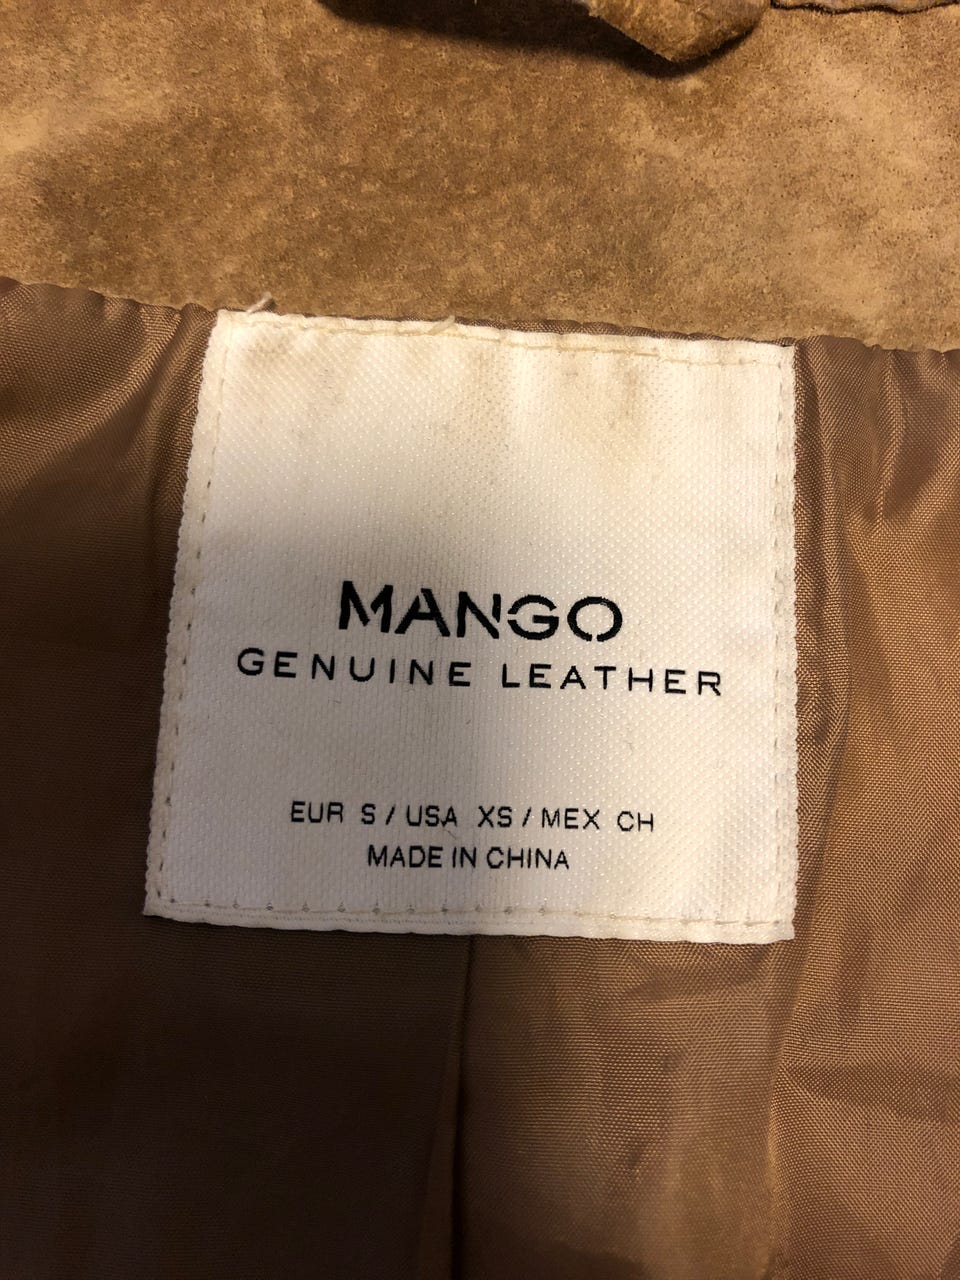 MANGO
GENUINE LEATHER
EUR S / USA XS / MEX CH
MADE IN CHINA